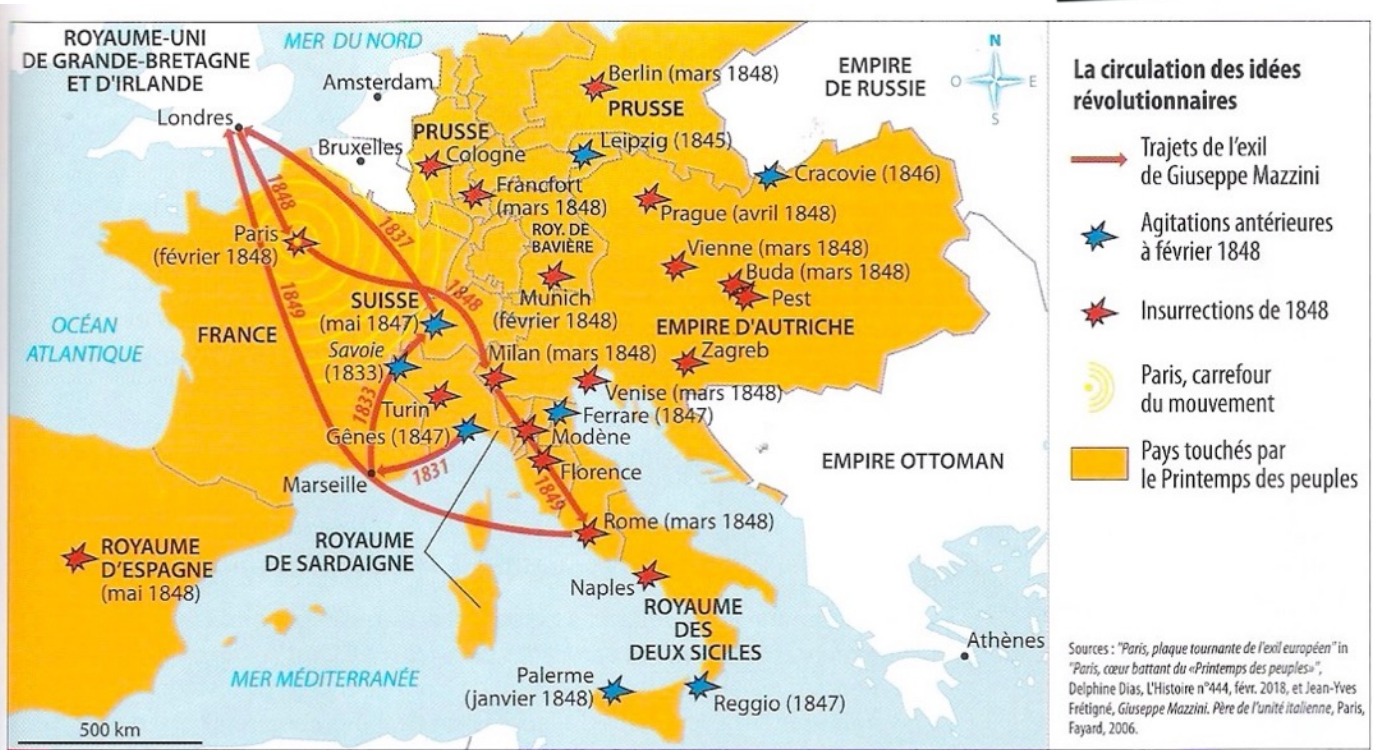 ROYAUME-UNI
DE GRANDE-BRETAGNE
ET D'IRLANDE
MER DU NORD
Amsterdam
Londres
Bruxelles
PRUSSE
Cologne
Berlin (mars 1848)
PRUSSE
Leipzig (1845)
EMPIRE
DE RUSSIE
N
O
E
S
Cracovie (1846)
Francfort
(mars 1848)
Prague (avril 1848)
ROY. DE
BAVIÈRE
1848
1837
Paris
(février 1848)
Vienne (mars 1848)
Buda (mars 1848)
Pest
Munich
(février 1848)
1848
1849
SUISSE
(mai 1847)
EMPIRE D'AUTRICHE
OCÉAN
ATLANTIQUE
FRANCE
Savoie
(1833)
Milan (mars 1848)
Zagreb
Venise (mars 1848)
Turin
1833
Ferrare (1847)
Gênes (1847)
Modène
1831
Marseille
Florence
1849
EMPIRE OTTOMAN
Rome (mars 1848)
ROYAUME
DE SARDAIGNE
ROYAUME
D'ESPAGNE
(mai 1848)
Naples
ROYAUME
DES
DEUX SICILES
Athènes
MER MÉDITERRANÉE
Palerme
(janvier 1848)
Reggio (1847)
500 km
La circulation des idées
révolutionnaires
Trajets de l'exil
de Giuseppe Mazzini
Agitations antérieures
à février 1848
Insurrections de 1848
Paris, carrefour
du mouvement
Pays touchés par
le Printemps des peuples
Sources : "Paris, plaque tournante de l'exil européen" in
"Paris, cœur battant du «Printemps des peuples»",
Delphine Dias, L'Histoire n°444, févr. 2018, et Jean-Yves
Frétigné, Giuseppe Mazzini. Père de l'unité italienne, Paris,
Fayard, 2006.